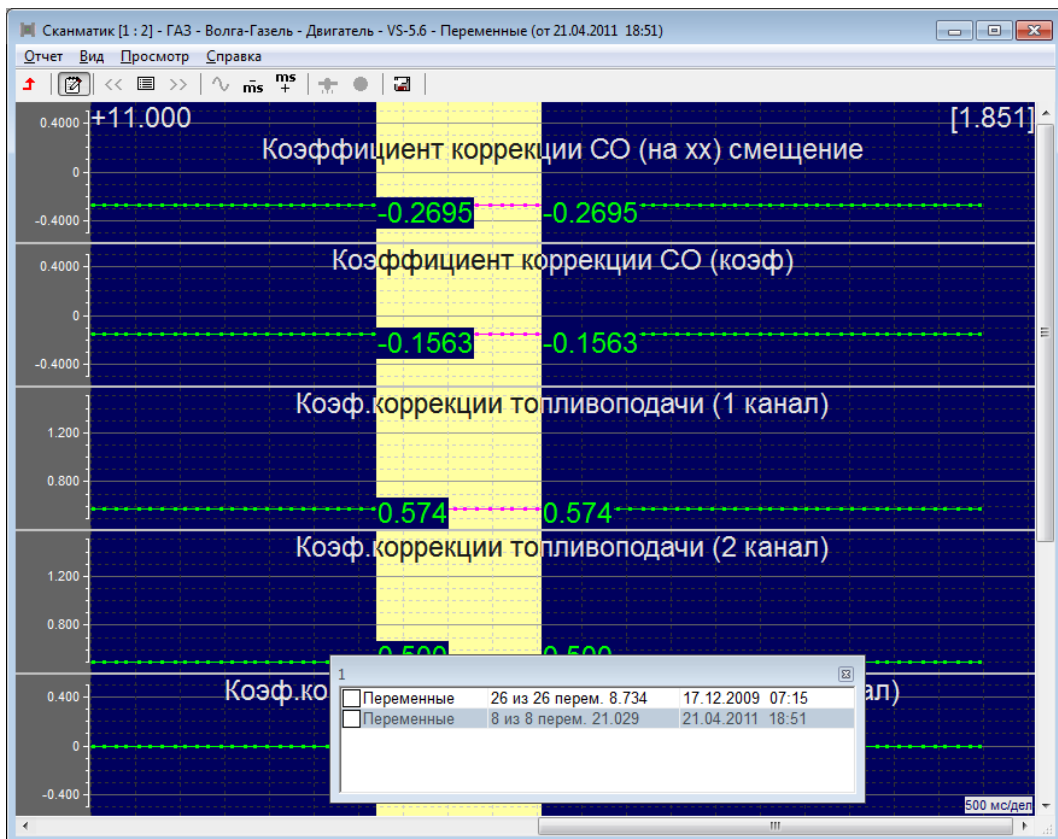 Сканматик [1 : 2] - ГАЗ - Волга-Газель - Двигатель - VS-5.6 - Переменные (от 21.04.2011 18:51)
Отчет Вид Просмотр Справка
<< >> ms ms
0.4000 +11.000 [1.851]
Коэффициент коррекции СО (на хх) смещение
0
-0.4000 -0.2695 -0.2695
0.4000 Коэффициент коррекции СО (коэф)
0
-0.1563 -0.1563
-0.4000
Коэф.коррекции топливоподачи (1 канал)
1.200
0.800
0.574 0.574
Коэф.коррекции топливоподачи (2 канал)
1.200
0.800
1
0.400 Коэф.ко ал)
Переменные 26 из 26 перем. 8.734 17.12.2009 07:15
Переменные 8 из 8 перем. 21.029 21.04.2011 18:51
0
-0.400
500 мс/дел